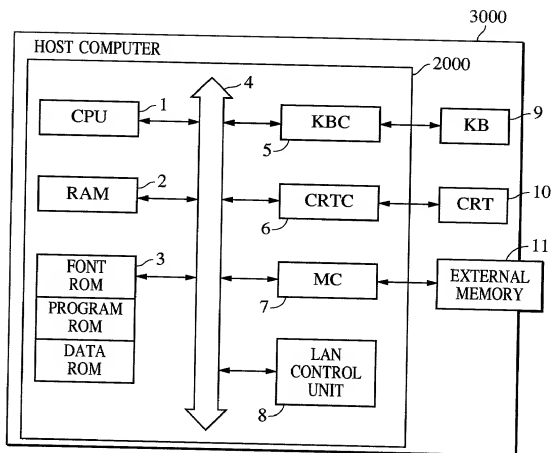 3000
HOST COMPUTER
2000
4
1
CPU
KBC
5
9
KB
2
RAM
CRTC
6
10
CRT
3
FONT
ROM
PROGRAM
ROM
DATA
ROM
MC
7
11
EXTERNAL
MEMORY
LAN
CONTROL
UNIT
8